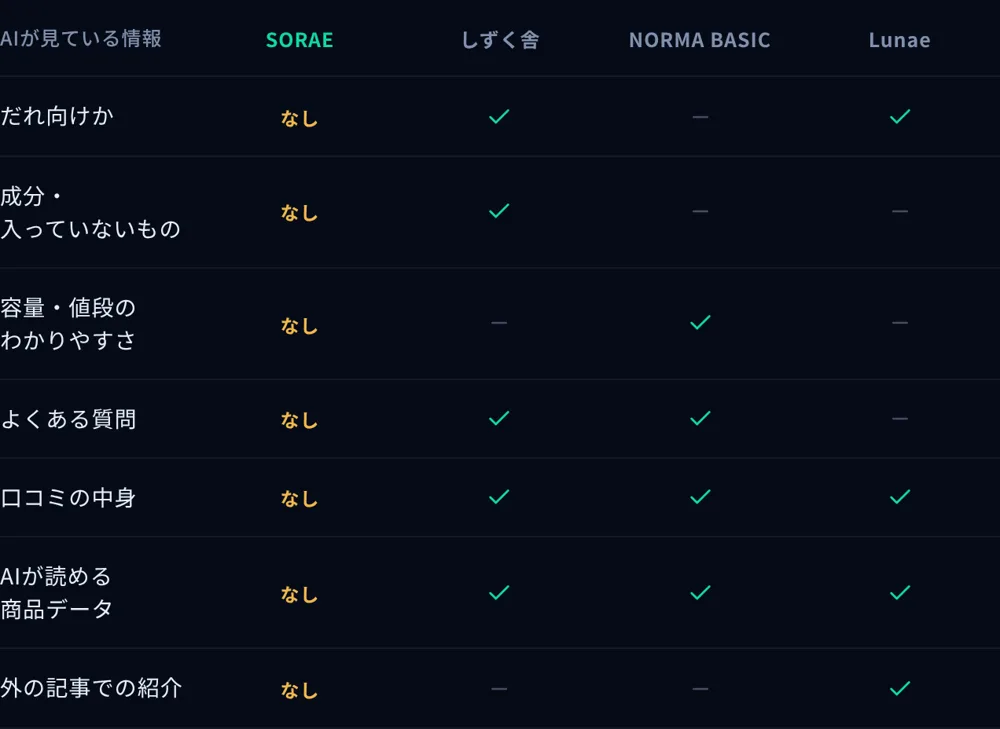 AIが見ている情報 SORAE しずく舎 NORMA BASIC Lunae
だれ向けか なし ✓ — ✓
成分・
入っていないもの なし ✓ — —
容量・値段の
わかりやすさ なし — ✓ —
よくある質問 なし ✓ ✓ —
口コミの中身 なし ✓ ✓ ✓
AIが読める
商品データ なし ✓ ✓ ✓
外の記事での紹介 なし — — ✓